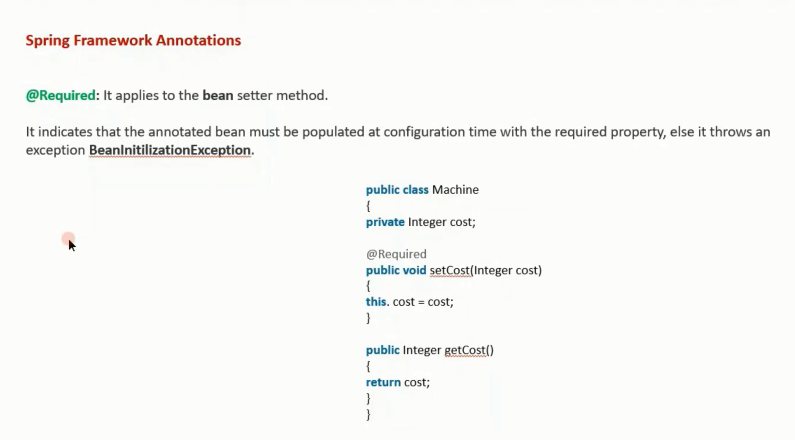 Spring Framework Annotations
@Required: It applies to the bean setter method.
It indicates that the annotated bean must be populated at configuration time with the required property, else it throws an
exception BeanInitilizationException.
public class Machine
{
private Integer cost;
@Required
public void setCost(Integer cost)
{
this. cost = cost;
}
public Integer getCost()
{
return cost;
}
}